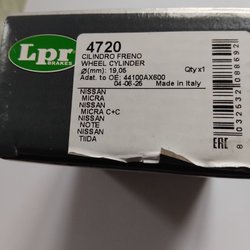 Lpr
BRAKES
4720
CILINDRO FRENO
WHEEL CYLINDER
Ø(mm): 19,05 Qty x1
Adat. to OE: 44100AX600
04-06-25 Made in Italy
NISSAN
MICRA
NISSAN
MICRA C+C
NISSAN
NOTE
NISSAN
TIIDA
EAC